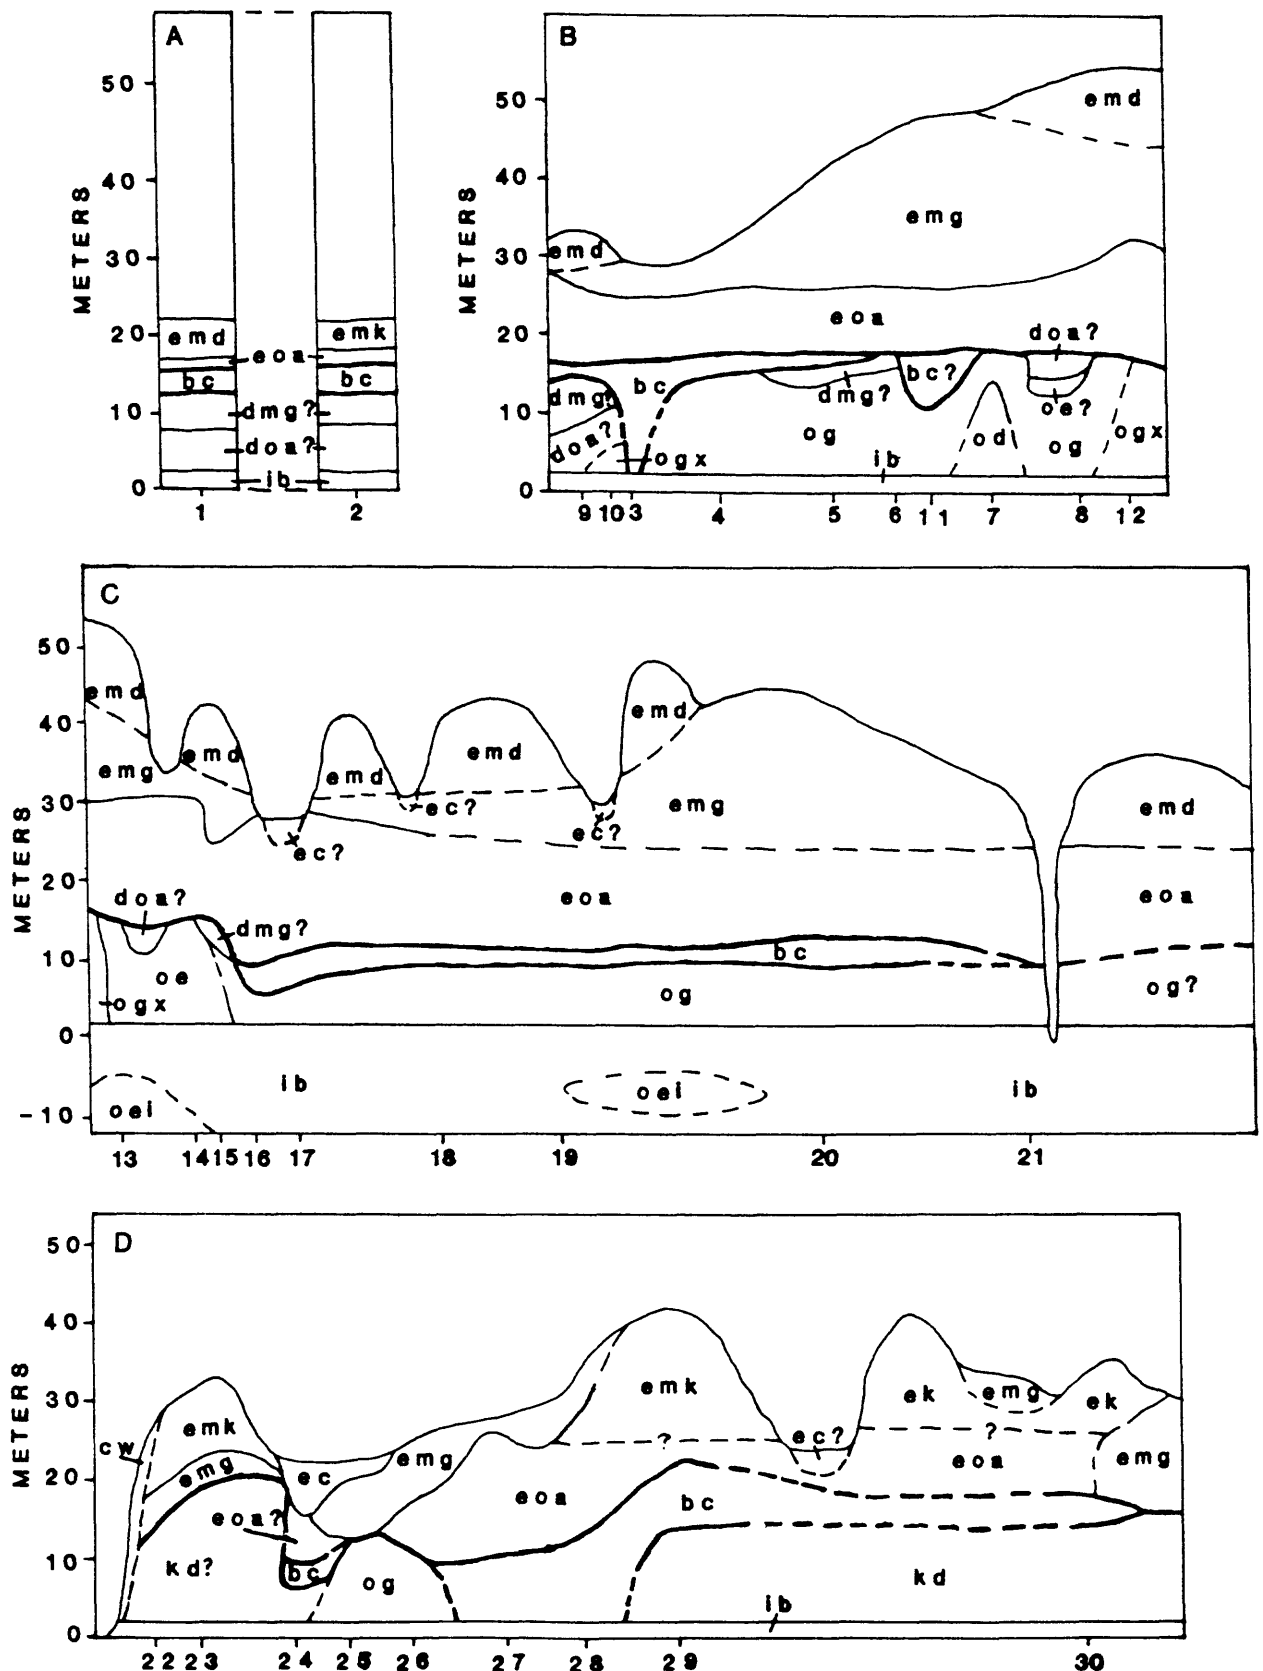 A
METERS
50
40
30
20
10
0
emd
emk
eoa
bc
bc
dmg?
doa?
ib
1
2
B
METERS
50
40
30
20
10
0
emd
emg
emd
eoa
doa?
bc
bc?
dmg?
dmg?
oe?
og
od
og
ogx
doa?
ogx
ib
9 10 3 4 5 6 11 7 8 12
C
METERS
50
40
30
20
10
0
-10
emd
emd
emd
emd
emd
emg
ec?
emg
emd
ec?
ec?
doa?
eoa
eoa
dmg?
bc
oe
ogx
og
og?
ib
oei
ib
oei
13 14 15 16 17 18 19 20 21
D
METERS
50
40
30
20
10
0
emk
ek
emg
ek
emk
cw
ec?
?
?
emg
ec
emg
eoa
emg
eoa
bc
eoa?
kd?
bc
og
kd
ib
22 23 24 25 26 27 28 29 30